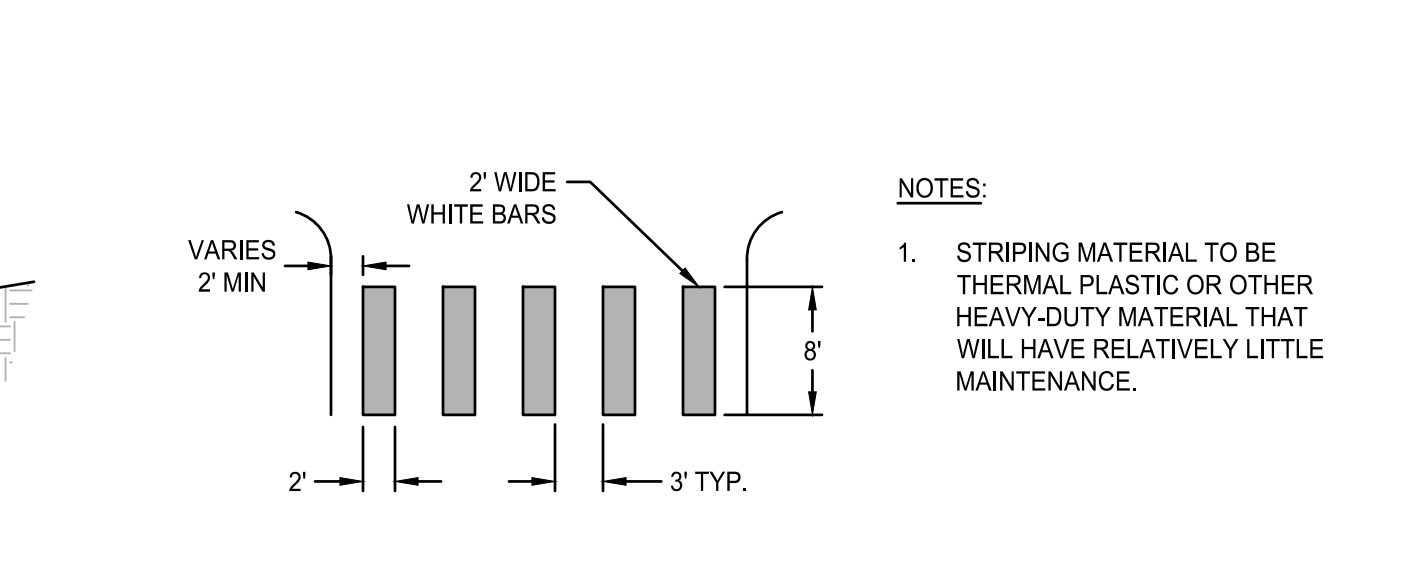 2' WIDE
WHITE BARS
VARIES
2' MIN
8'
2'
3' TYP.
NOTES:
1. STRIPING MATERIAL TO BE
THERMAL PLASTIC OR OTHER
HEAVY-DUTY MATERIAL THAT
WILL HAVE RELATIVELY LITTLE
MAINTENANCE.